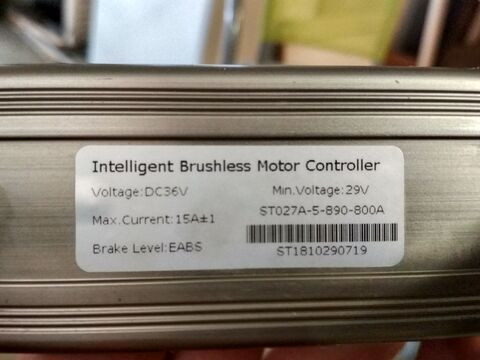 Intelligent Brushless Motor Controller
Voltage:DC36V
Min.Voltage:29V
Max.Current:15A±1
ST027A-5-890-800A
Brake Level:EABS
ST1810290719